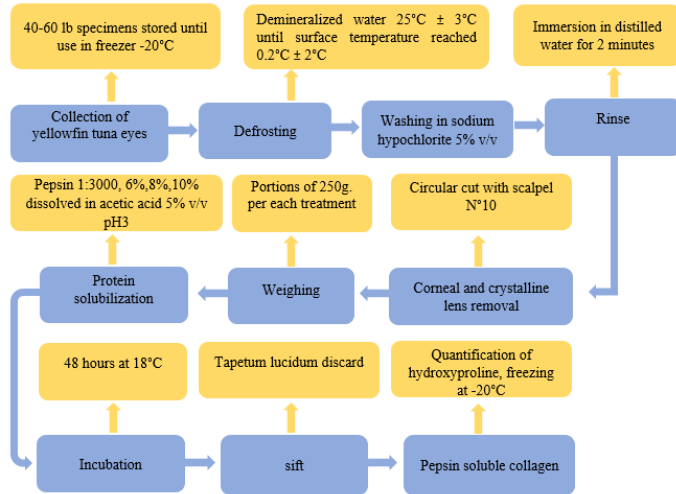 40-60 lb specimens stored until
use in freezer -20°C
Demineralized water 25°C ± 3°C
until surface temperature reached
0.2°C ± 2°C
Immersion in distilled
water for 2 minutes
Collection of
yellowfin tuna eyes
Defrosting
Washing in sodium
hypochlorite 5% v/v
Rinse
Pepsin 1:3000, 6%,8%,10%
dissolved in acetic acid 5% v/v
pH3
Portions of 250g.
per each treatment
Circular cut with scalpel
N°10
Protein
solubilization
Weighing
Corneal and crystalline
lens removal
48 hours at 18°C
Tapetum lucidum discard
Quantification of
hydroxyproline, freezing
at -20°C
Incubation
sift
Pepsin soluble collagen